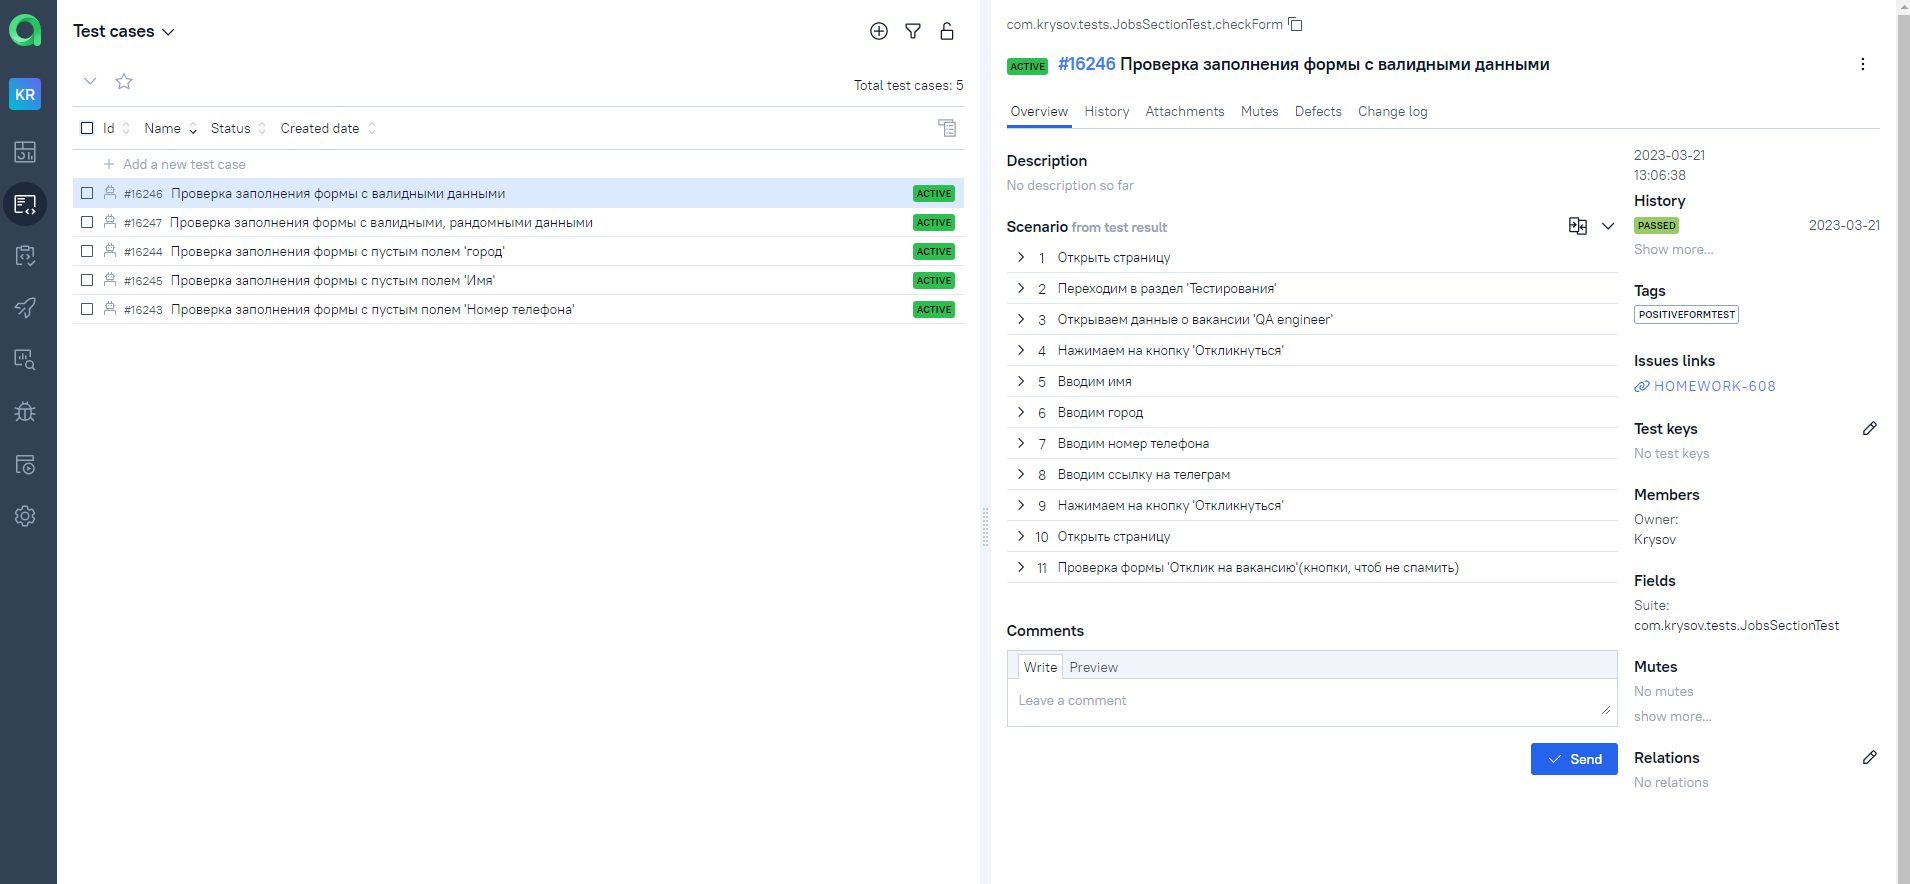 Test cases
KR
Total test cases: 5
Id Name Status Created date
Add a new test case
#16246 Проверка заполнения формы с валидными данными ACTIVE
#16247 Проверка заполнения формы с валидными, рандомными данными ACTIVE
#16244 Проверка заполнения формы с пустым полем 'город' ACTIVE
#16245 Проверка заполнения формы с пустым полем 'Имя' ACTIVE
#16243 Проверка заполнения формы с пустым полем 'Номер телефона' ACTIVE
com.krysov.tests.JobsSectionTest.checkForm
ACTIVE #16246 Проверка заполнения формы с валидными данными
Overview History Attachments Mutes Defects Change log
Description
No description so far
Scenario from test result
1 Открыть страницу
2 Переходим в раздел 'Тестирования'
3 Открываем данные о вакансии 'QA engineer'
4 Нажимаем на кнопку 'Откликнуться'
5 Вводим имя
6 Вводим город
7 Вводим номер телефона
8 Вводим ссылку на телеграм
9 Нажимаем на кнопку 'Откликнуться'
10 Открыть страницу
11 Проверка формы 'Отклик на вакансию'(кнопки, чтоб не спамить)
Comments
Write Preview
Leave a comment
Send
2023-03-21
13:06:38
History
PASSED 2023-03-21
Show more...
Tags
POSITIVEFORMTEST
Issues links
HOMEWORK-608
Test keys
No test keys
Members
Owner:
Krysov
Fields
Suite:
com.krysov.tests.JobsSectionTest
Mutes
No mutes
show more...
Relations
No relations